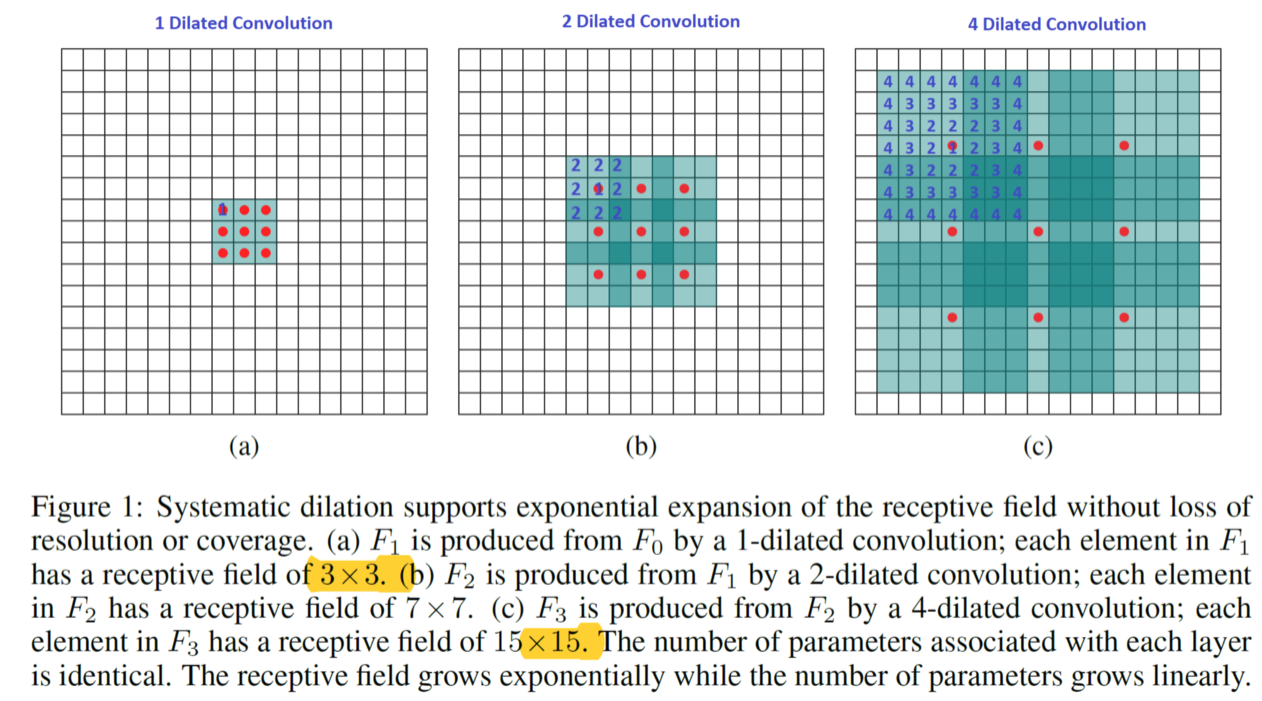 1 Dilated Convolution
2 Dilated Convolution
4 Dilated Convolution
1
2 2 2
2 1 2
2 2 2
4 4 4 4 4 4 4
4 3 3 3 3 3 4
4 3 2 2 2 3 4
4 3 2 1 2 3 4
4 3 2 2 2 3 4
4 3 3 3 3 3 4
4 4 4 4 4 4 4
(a)
(b)
(c)
Figure 1: Systematic dilation supports exponential expansion of the receptive field without loss of
resolution or coverage. (a) F₁ is produced from F₀ by a 1-dilated convolution; each element in F₁
has a receptive field of 3×3. (b) F₂ is produced from F₁ by a 2-dilated convolution; each element
in F₂ has a receptive field of 7×7. (c) F₃ is produced from F₂ by a 4-dilated convolution; each
element in F₃ has a receptive field of 15×15. The number of parameters associated with each layer
is identical. The receptive field grows exponentially while the number of parameters grows linearly.